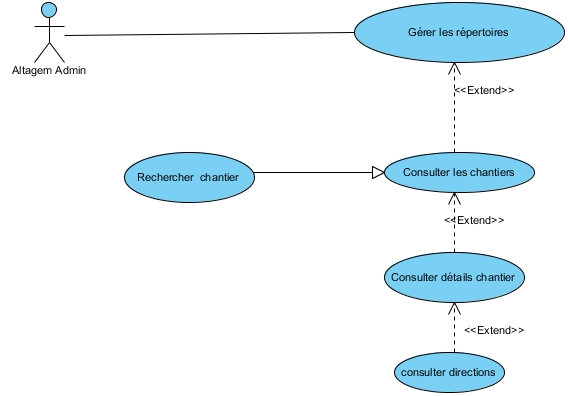 Gérer les répertoires
Altagem Admin
<<Extend>>
Rechercher chantier
Consulter les chantiers
<<Extend>>
Consulter détails chantier
<<Extend>>
consulter directions